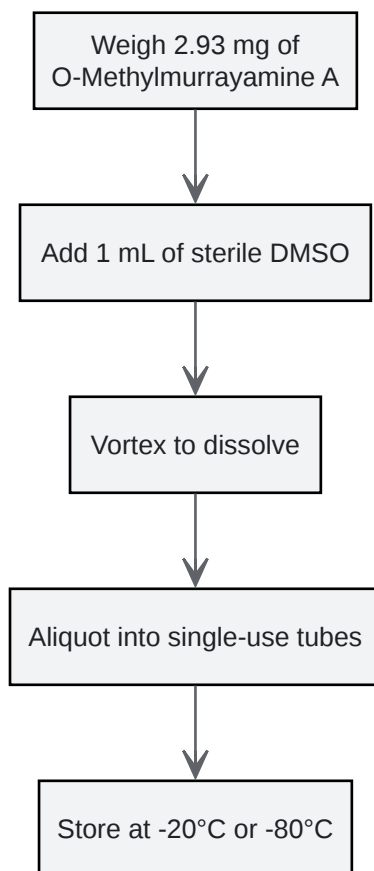 Weigh 2.93 mg of
O-Methylmurrayamine A
Add 1 mL of sterile DMSO
Vortex to dissolve
Aliquot into single-use tubes
Store at -20°C or -80°C